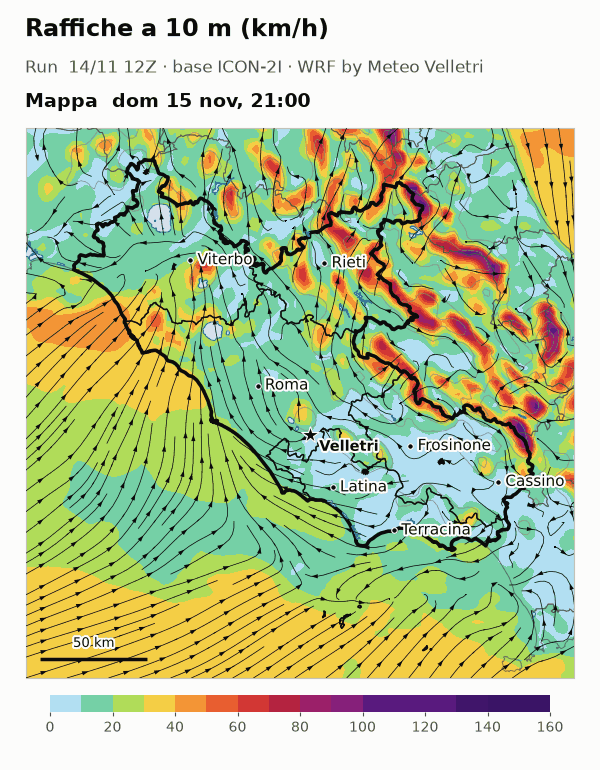 Raffiche a 10 m (km/h)
Run  14/11 12Z · base ICON-2I · WRF by Meteo Velletri
Mappa  dom 15 nov, 21:00
Viterbo
Rieti
Roma
Velletri
Frosinone
Latina
Cassino
Terracina
50 km
0 20 40 60 80 100 120 140 160